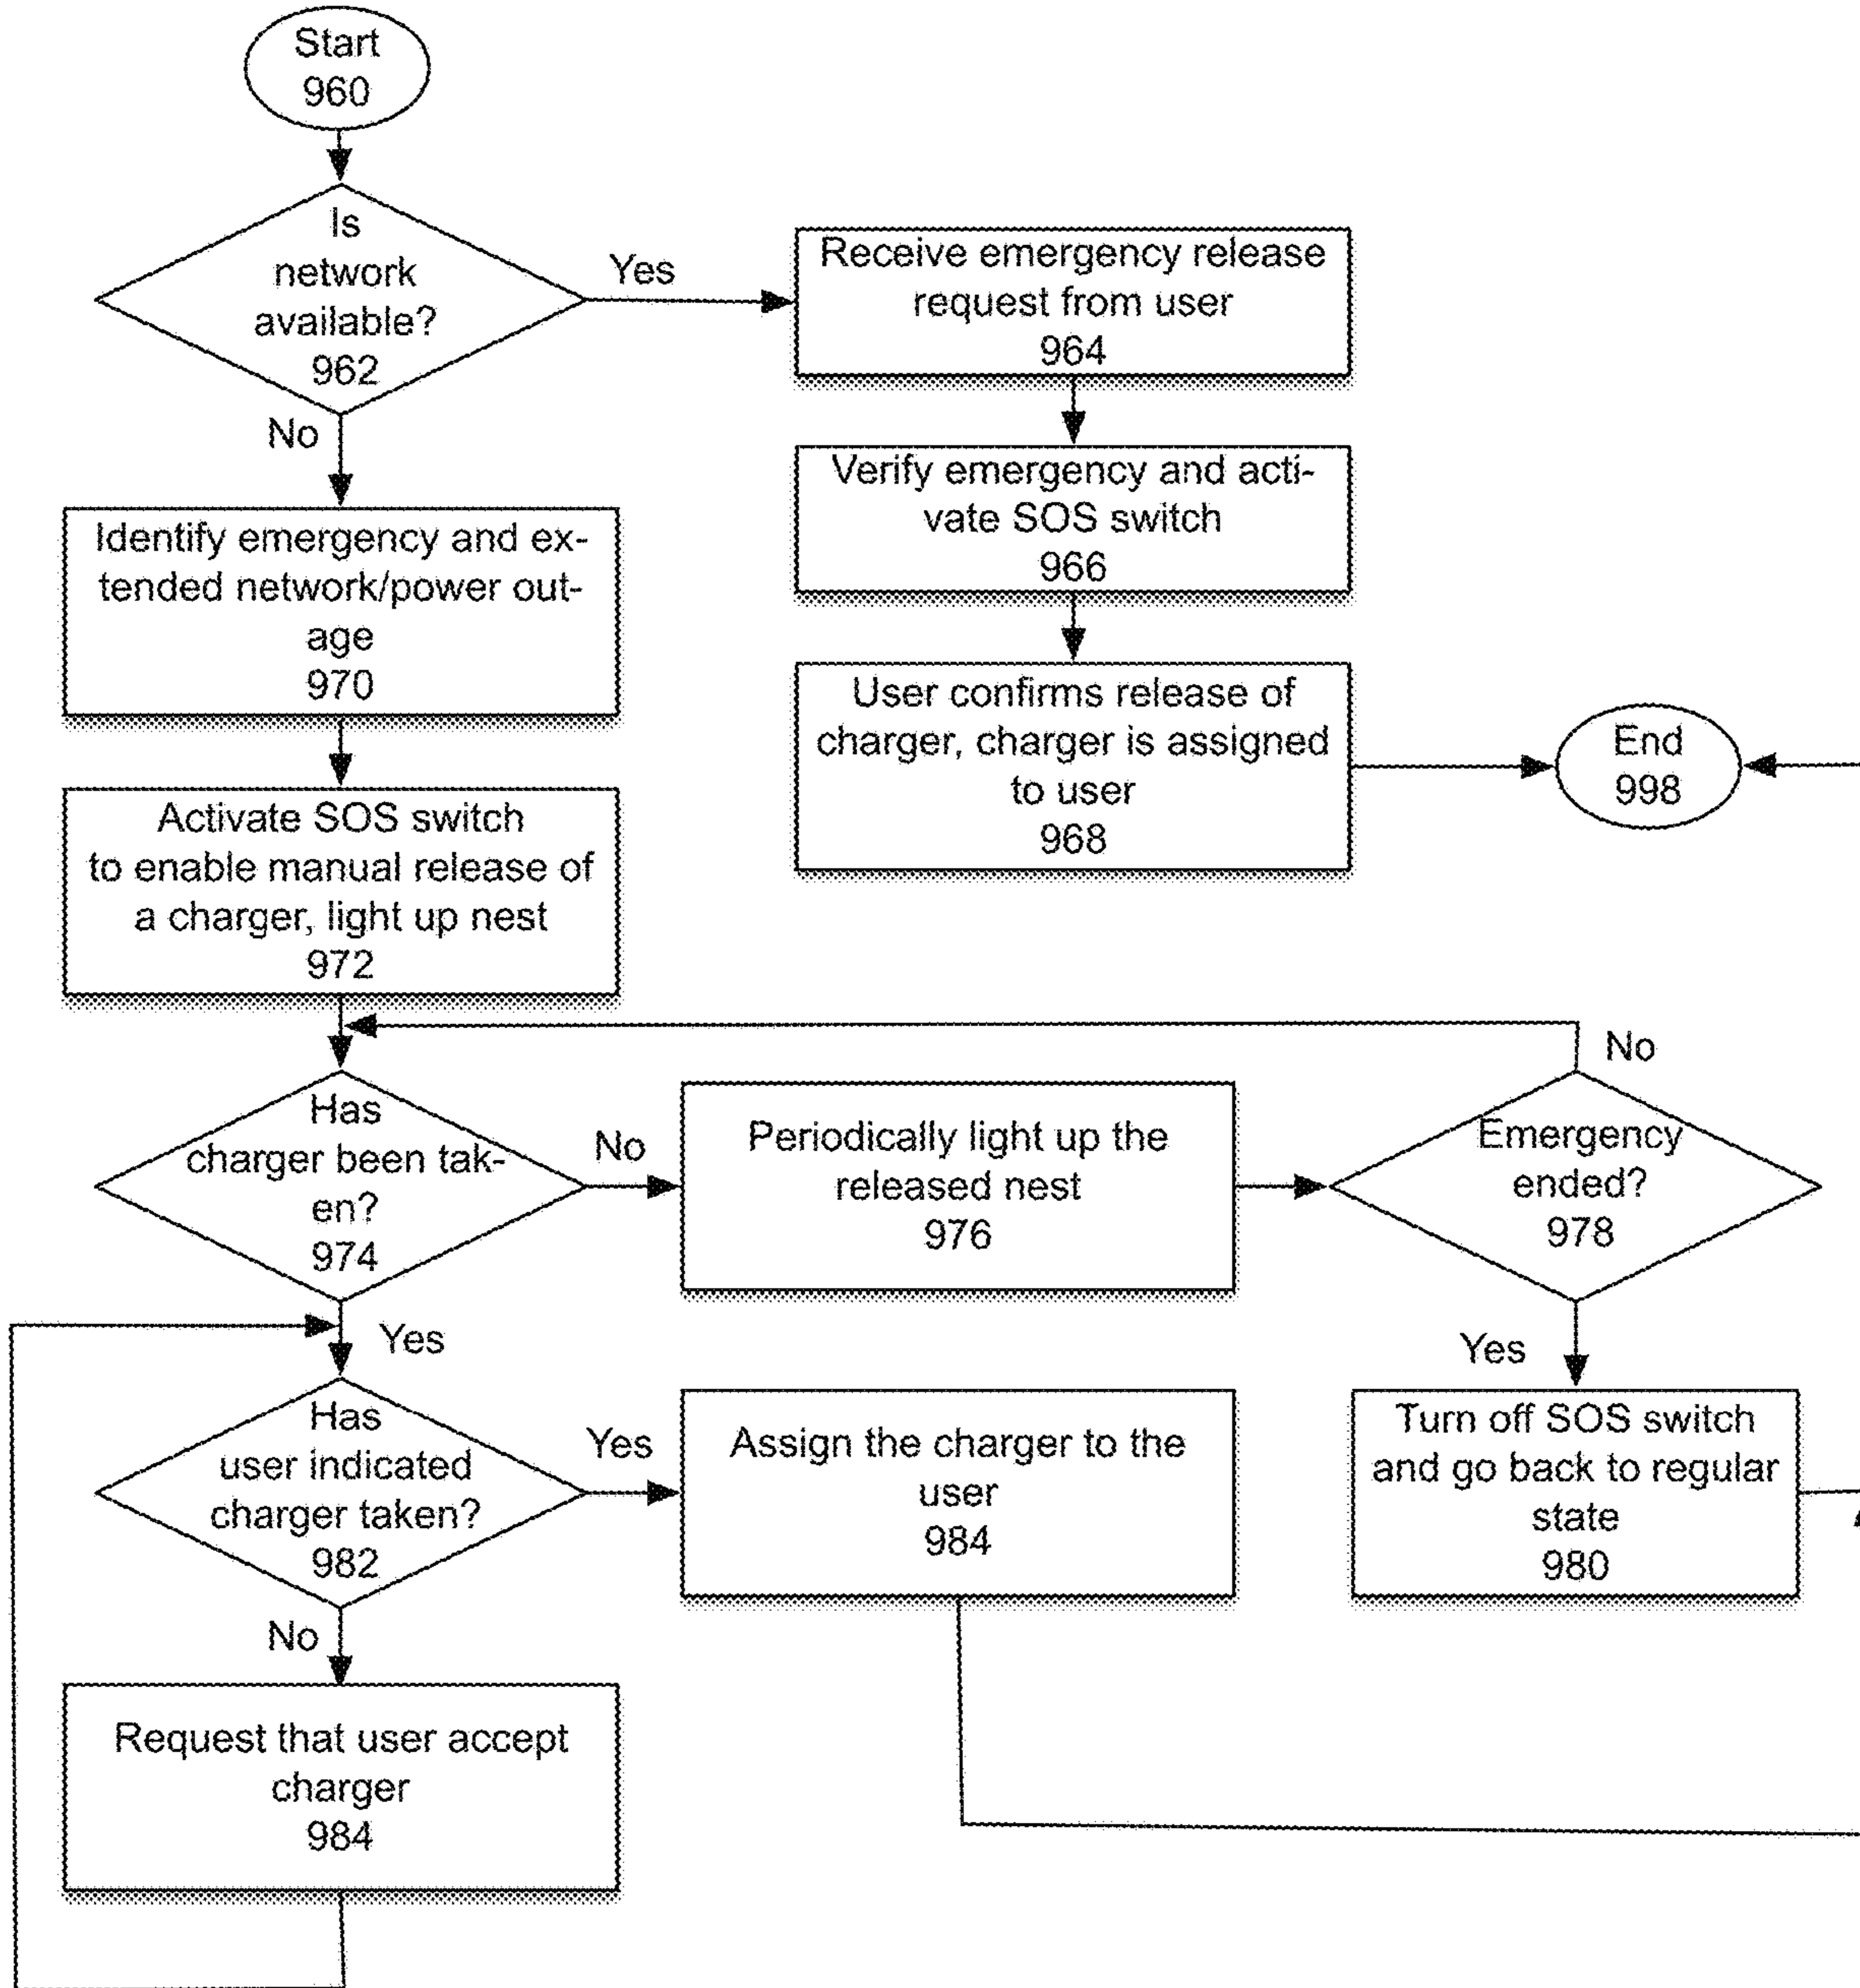 Start
960
Is
network
available?
962
Yes
No
Receive emergency release
request from user
964
Verify emergency and acti-
vate SOS switch
966
User confirms release of
charger, charger is assigned
to user
968
End
998
Identify emergency and ex-
tended network/power out-
age
970
Activate SOS switch
to enable manual release of
a charger, light up nest
972
Has
charger been tak-
en?
974
No
Yes
Periodically light up the
released nest
976
Emergency
ended?
978
No
Yes
Turn off SOS switch
and go back to regular
state
980
Has
user indicated
charger taken?
982
Yes
No
Assign the charger to the
user
984
Request that user accept
charger
984